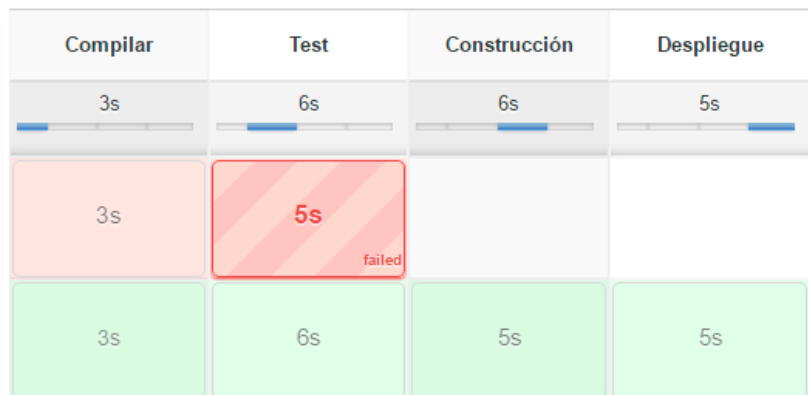 Compilar Test Construcción Despliegue
3s 6s 6s 5s
3s 5s
failed
3s 6s 5s 5s